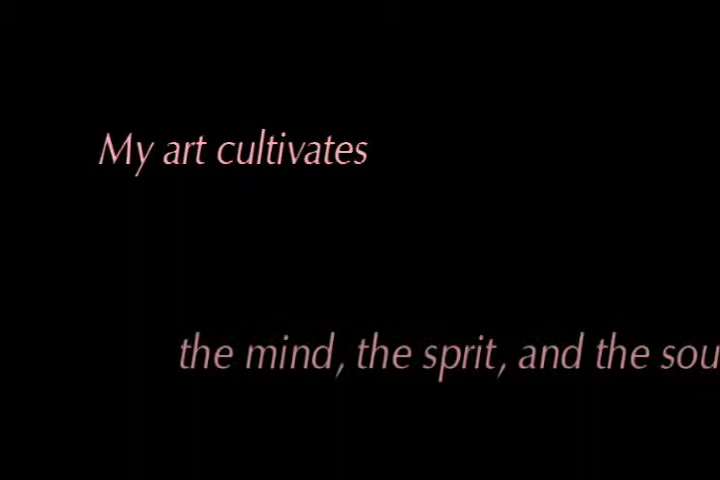 My art cultivates
the mind, the sprit, and the sou